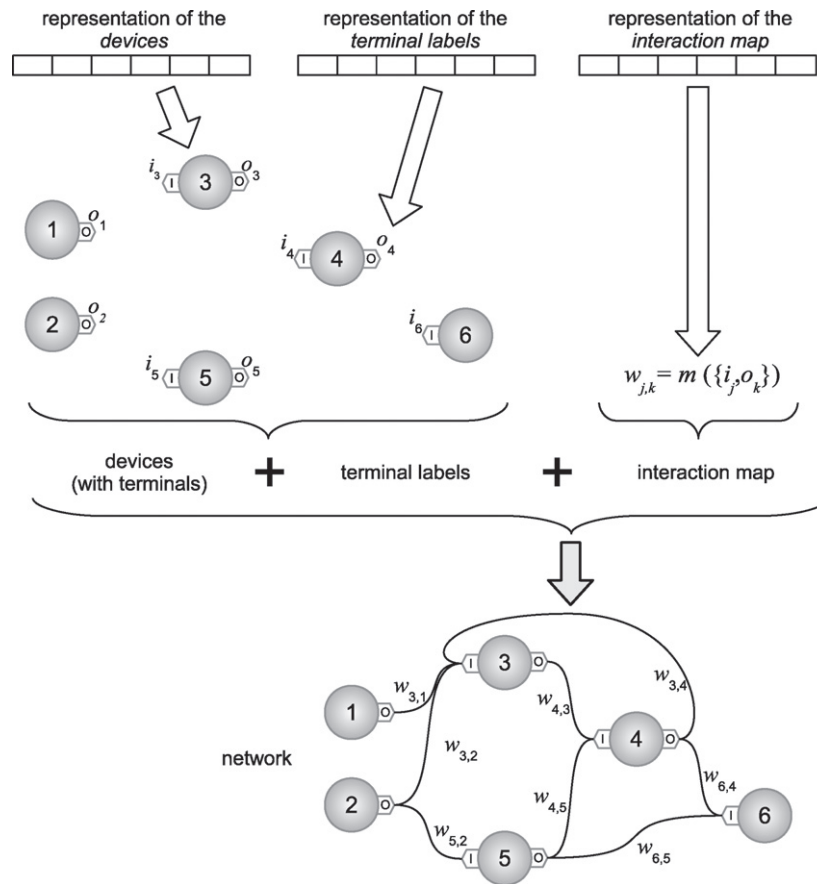 representation of the
devices
representation of the
terminal labels
representation of the
interaction map
i3 I 3 O o3
1 O o1
i4 I 4 O o4
2 O o2
i6 I 6
i5 I 5 O o5
wj,k = m ({ij,ok})
devices
(with terminals)
+
terminal labels
+
interaction map
network
1 O
2 O
I 3 O
I 4 O
I 5 O
I 6
w3,1
w3,2
w5,2
w4,3
w4,5
w3,4
w6,4
w6,5